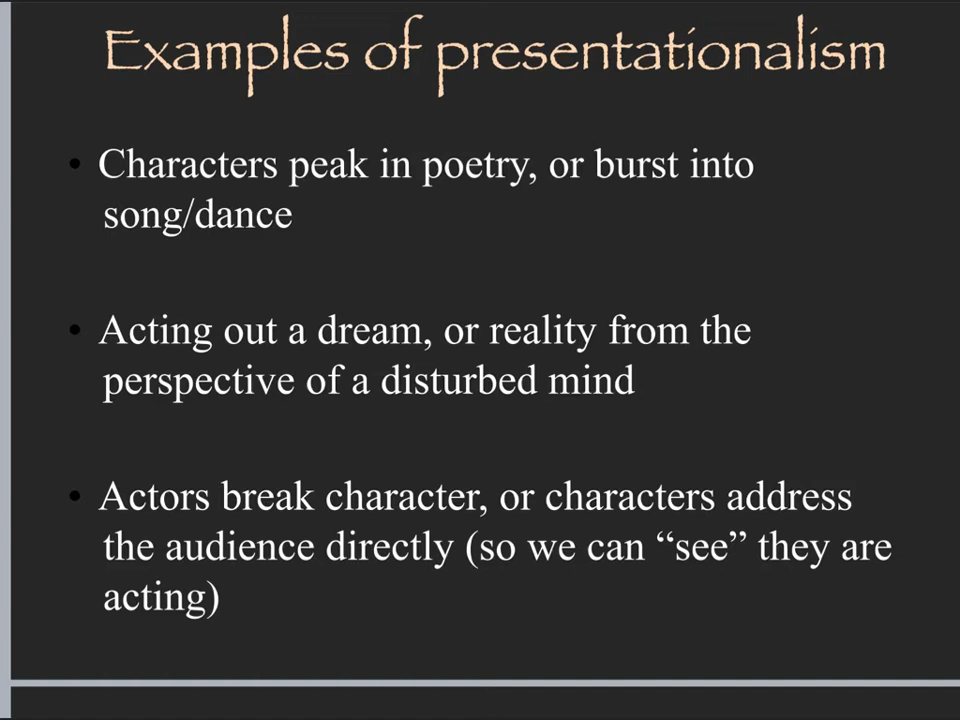 Examples of presentationalism
• Characters peak in poetry, or burst into
song/dance
• Acting out a dream, or reality from the
perspective of a disturbed mind
• Actors break character, or characters address
the audience directly (so we can “see” they are
acting)